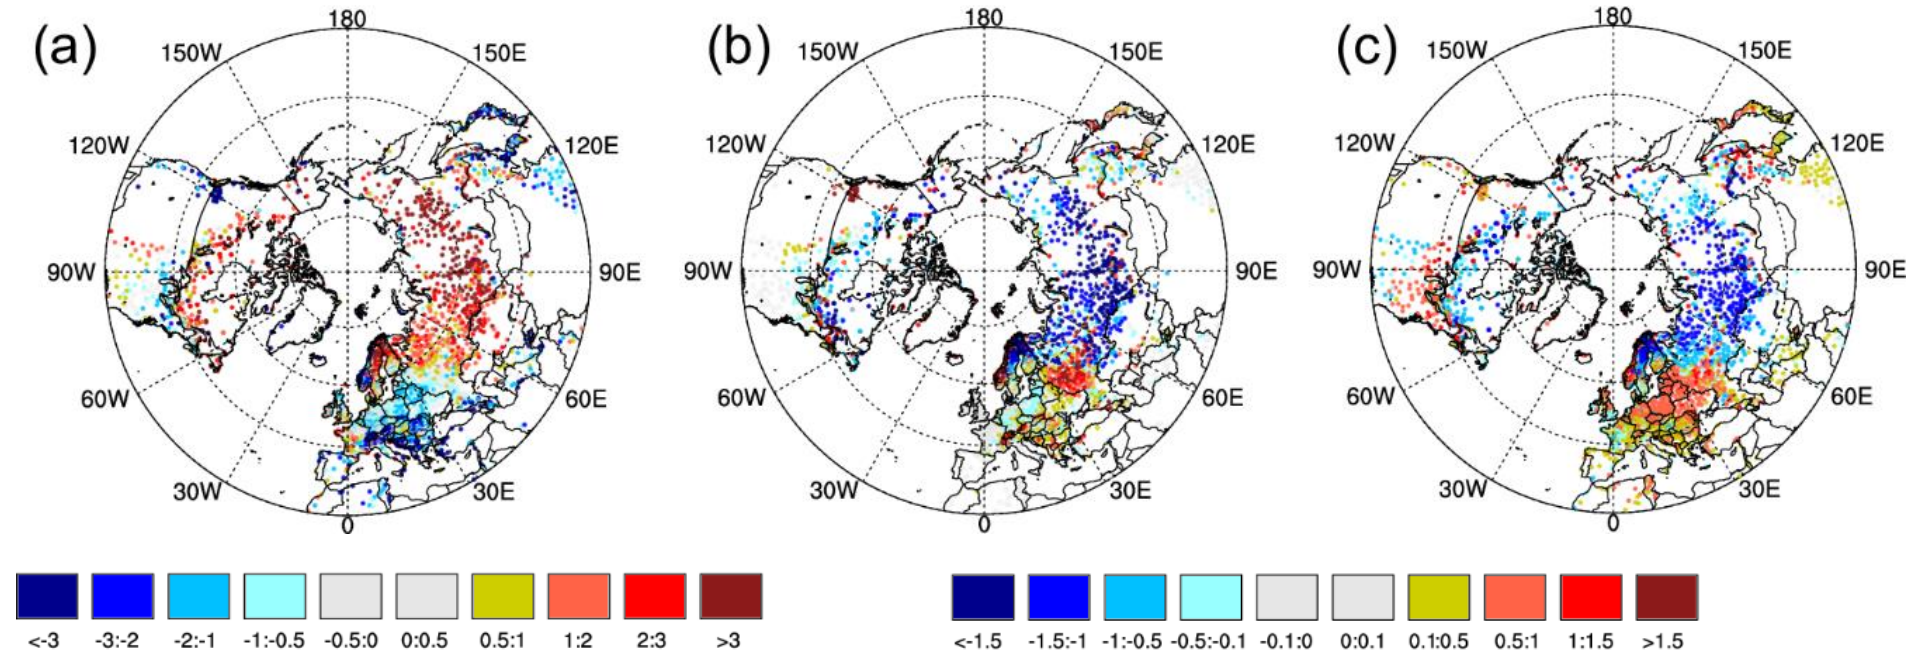 (a) (b) (c)
180 180 180
150W 150E 150W 150E 150W 150E
120W 120E 120W 120E 120W 120E
90W 90E 90W 90E 90W 90E
60W 60E 60W 60E 60W 60E
30W 30E 30W 30E 30W 30E
0 0 0
<-3 -3:-2 -2:-1 -1:-0.5 -0.5:0 0:0.5 0.5:1 1:2 2:3 >3
<-1.5 -1.5:-1 -1:-0.5 -0.5:-0.1 -0.1:0 0:0.1 0.1:0.5 0.5:1 1:1.5 >1.5